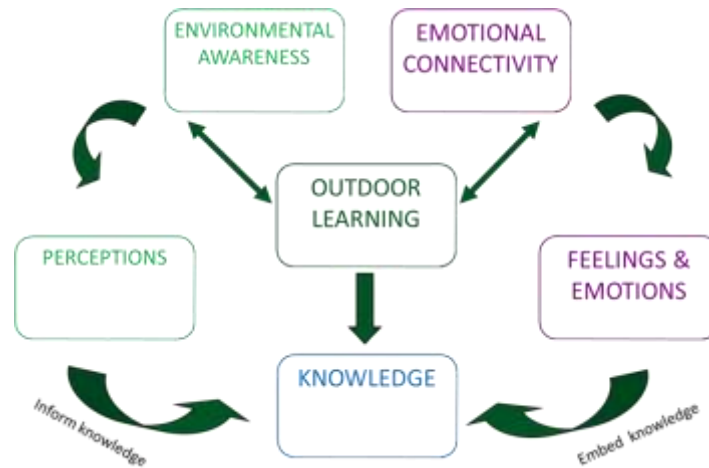 ENVIRONMENTAL
AWARENESS
EMOTIONAL
CONNECTIVITY
OUTDOOR
LEARNING
PERCEPTIONS
FEELINGS &
EMOTIONS
KNOWLEDGE
Inform knowledge
Embed knowledge